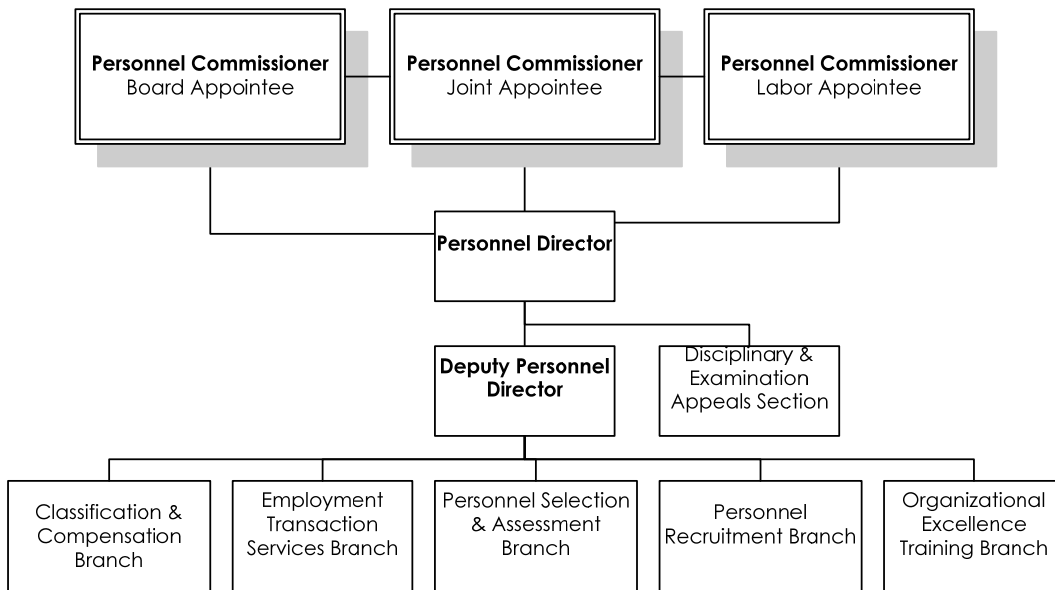 Personnel Commissioner
Board Appointee
Personnel Commissioner
Joint Appointee
Personnel Commissioner
Labor Appointee
Personnel Director
Deputy Personnel
Director
Disciplinary &
Examination
Appeals Section
Classification &
Compensation
Branch
Employment
Transaction
Services Branch
Personnel Selection
& Assessment
Branch
Personnel
Recruitment Branch
Organizational
Excellence
Training Branch